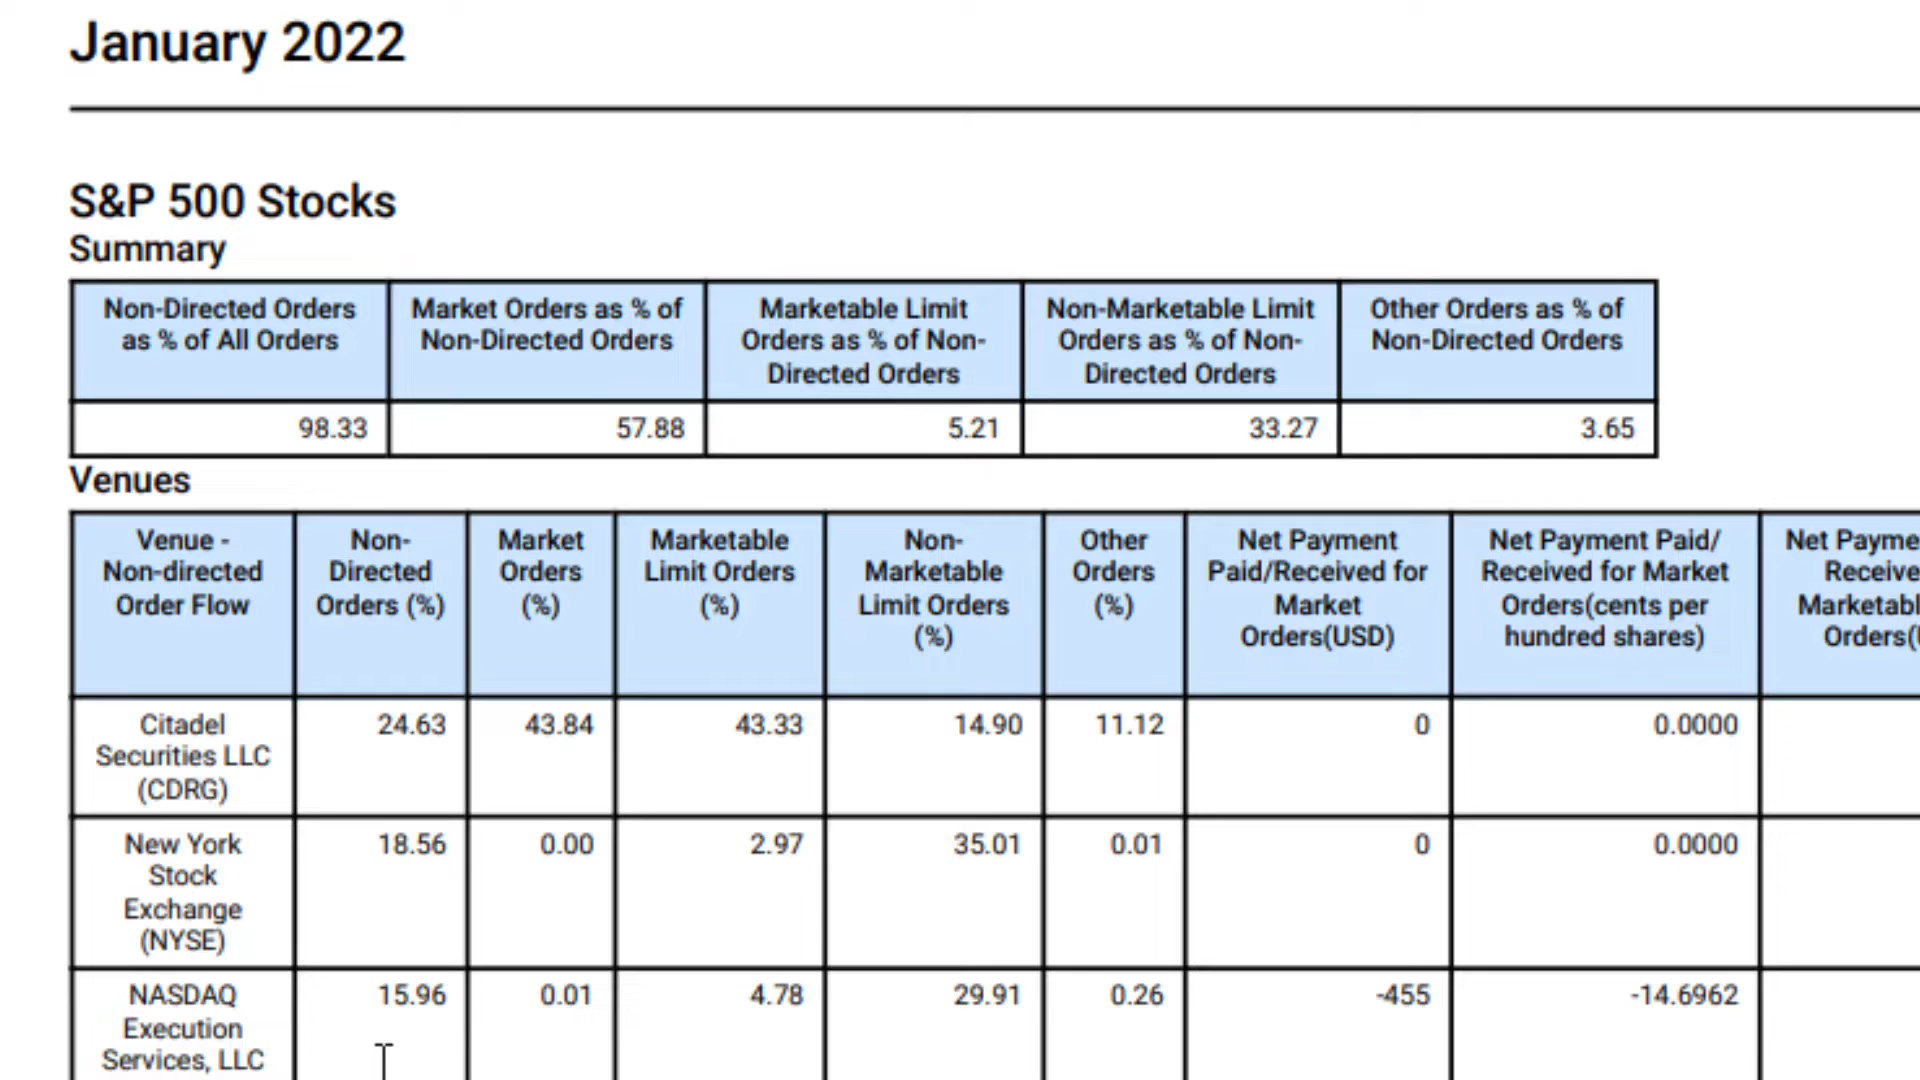 January 2022
S&P 500 Stocks
Summary
Non-Directed Orders as % of All Orders
Market Orders as % of Non-Directed Orders
Marketable Limit Orders as % of Non-Directed Orders
Non-Marketable Limit Orders as % of Non-Directed Orders
Other Orders as % of Non-Directed Orders
98.33 57.88 5.21 33.27 3.65
Venues
Venue - Non-directed Order Flow
Non-Directed Orders (%)
Market Orders (%)
Marketable Limit Orders (%)
Non-Marketable Limit Orders (%)
Other Orders (%)
Net Payment Paid/Received for Market Orders(USD)
Net Payment Paid/ Received for Market Orders(cents per hundred shares)
Net
Citadel Securities LLC (CDRG) 24.63 43.84 43.33 14.90 11.12 0 0.0000
New York Stock Exchange (NYSE) 18.56 0.00 2.97 35.01 0.01 0 0.0000
NASDAQ Execution Services, LLC 15.96 0.01 4.78 29.91 0.26 -455 -14.6962